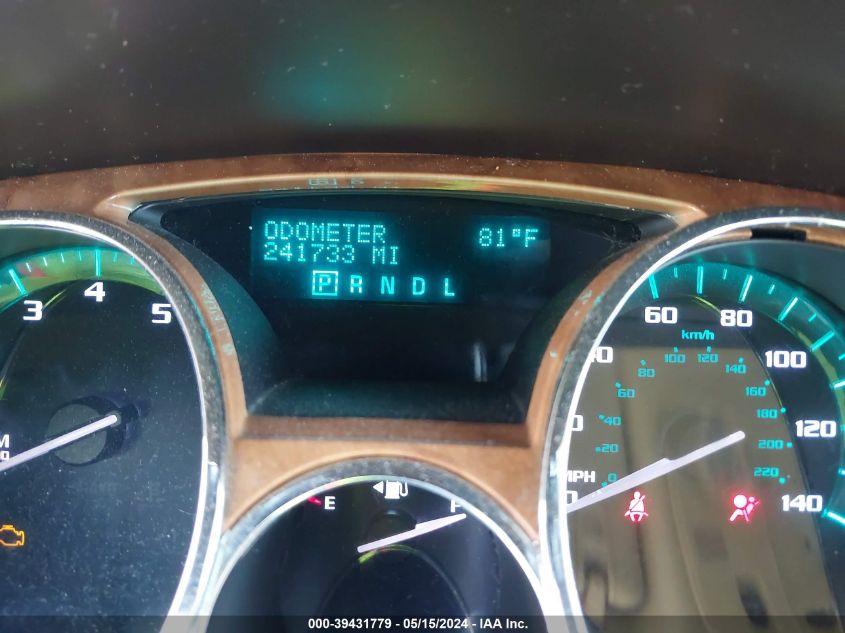 ODOMETER 81°F
241733 MI
P R N D L
3 4 5
60 80 100 120 140
km/h
0 20 40 60 80 100 120 140 160 180 200 220
MPH
E F
000-39431779 - 05/15/2024 - IAA Inc.